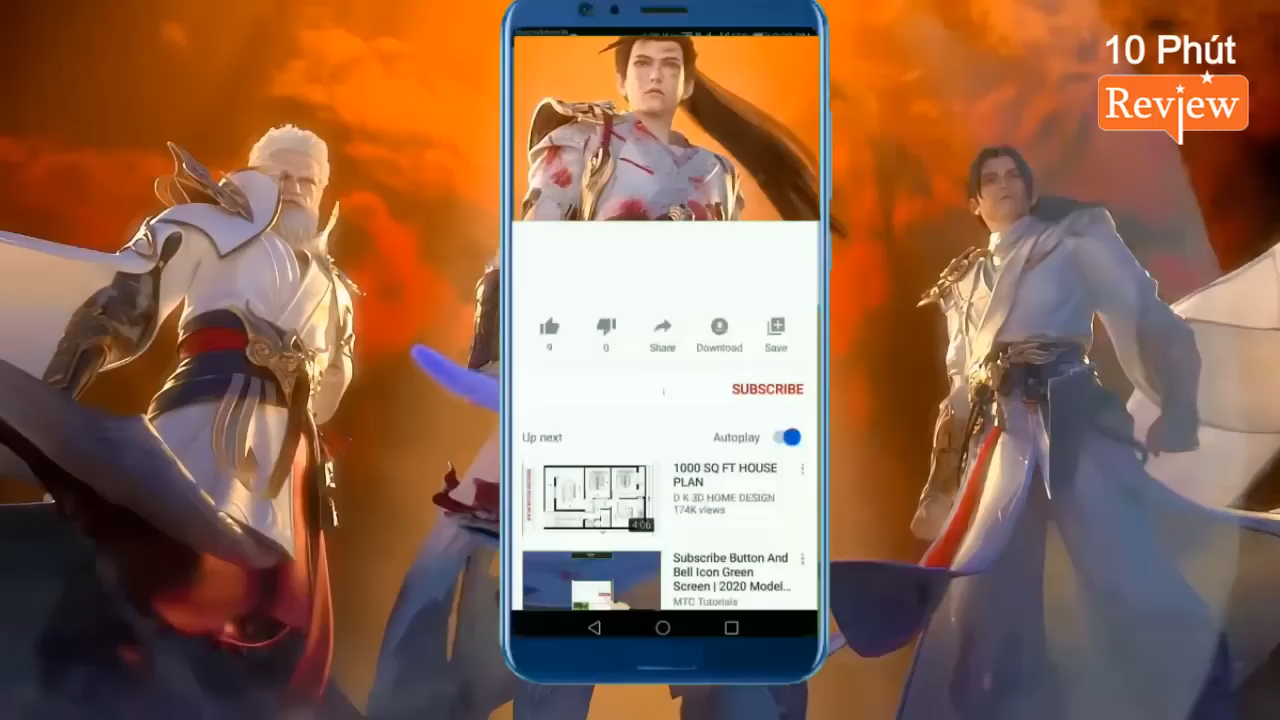 10 Phút
Review
9
0
Share
Download
Save
SUBSCRIBE
Up next
Autoplay
1000 SQ FT HOUSE
PLAN
D K 3D HOME DESIGN
174K views
4:06
Subscribe Button And
Bell Icon Green
Screen | 2020 Model...
MTC Tutorials